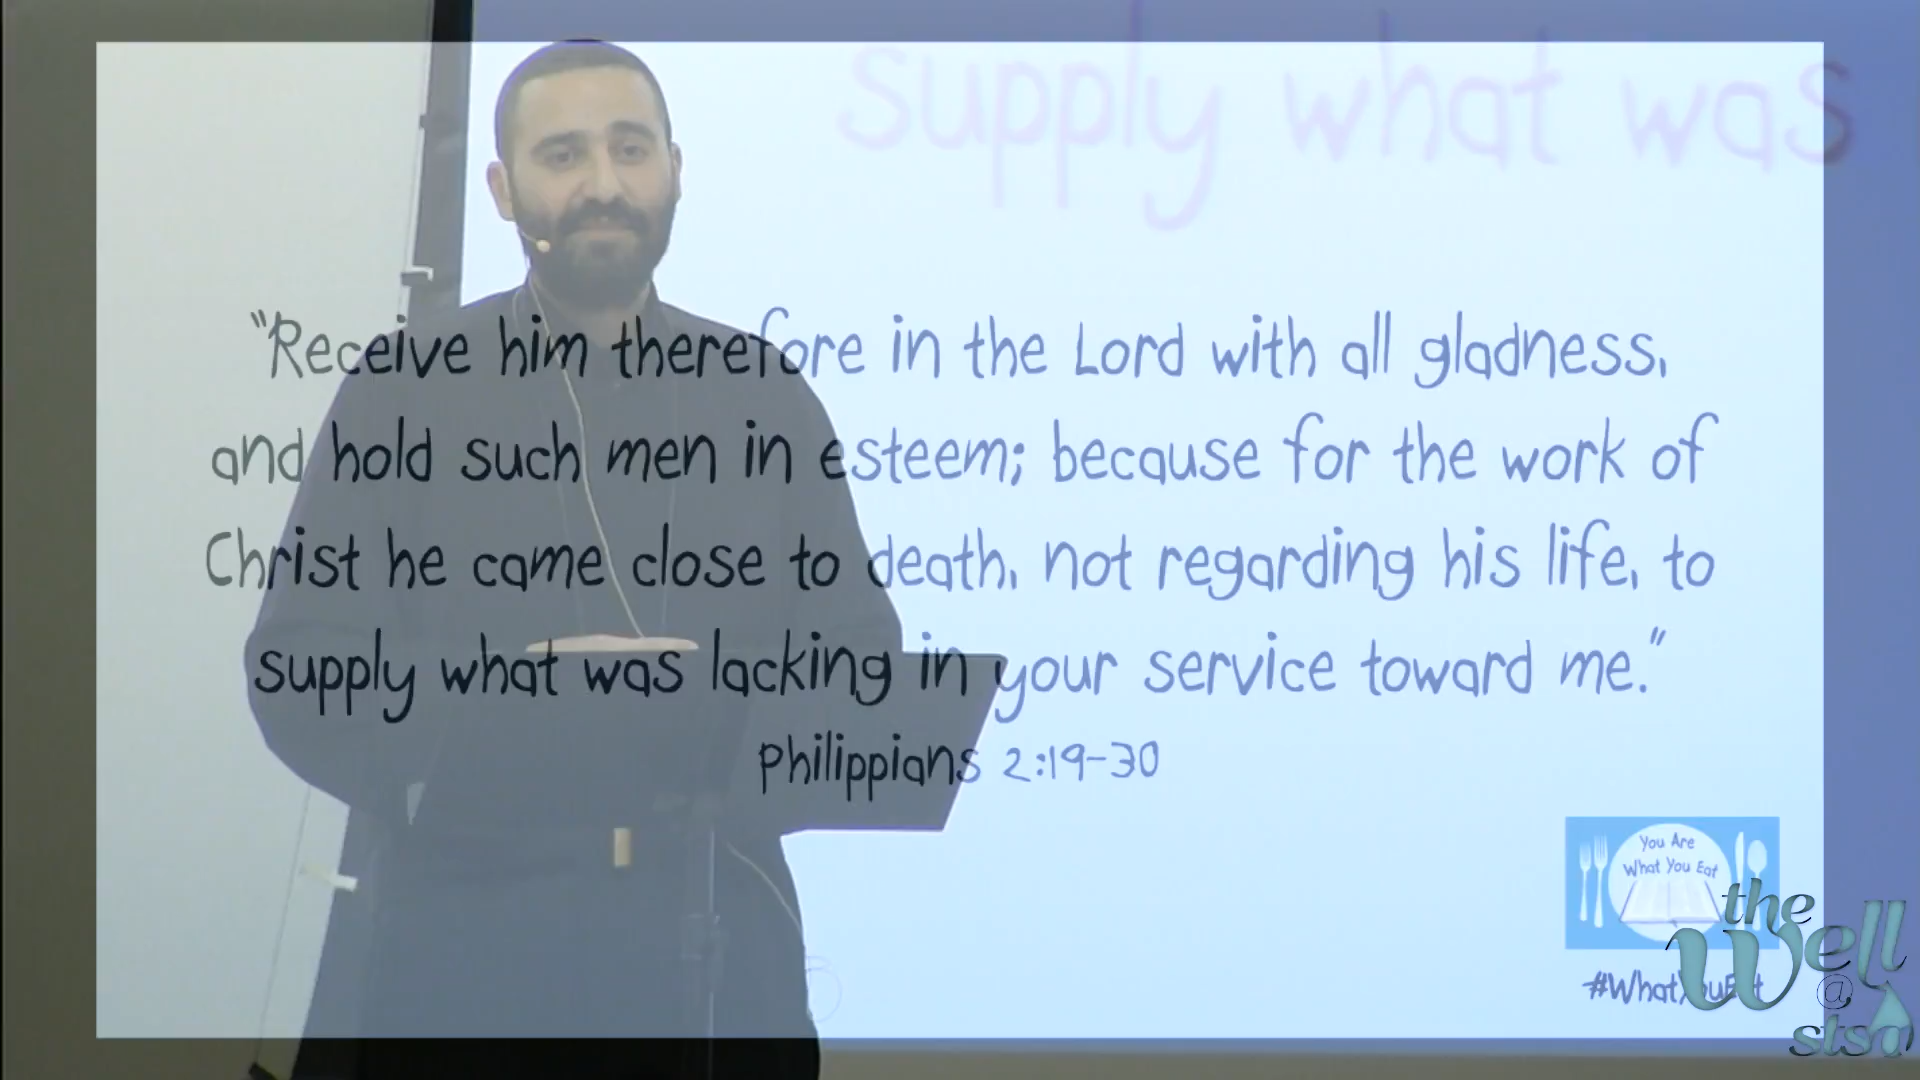 supply what was
"Receive him therefore in the Lord with all gladness,
and hold such men in esteem; because for the work of
Christ he came close to death, not regarding his life, to
supply what was lacking in your service toward me."
Philippians 2:19-30
You Are
What You Eat
#WhatYouEat
the
well
@
stsa